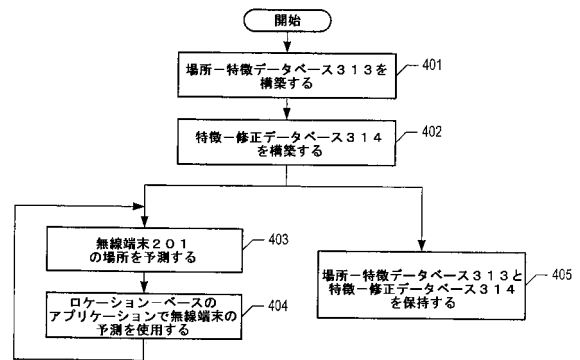 開始
場所－特徴データベース３１３を
構築する
401
特徴－修正データベース３１４
を構築する
402
無線端末２０１
の場所を予測する
403
ロケーション－ベースの
アプリケーションで無線端末の
予測を使用する
404
場所－特徴データベース３１３と
特徴－修正データベース３１４
を保持する
405